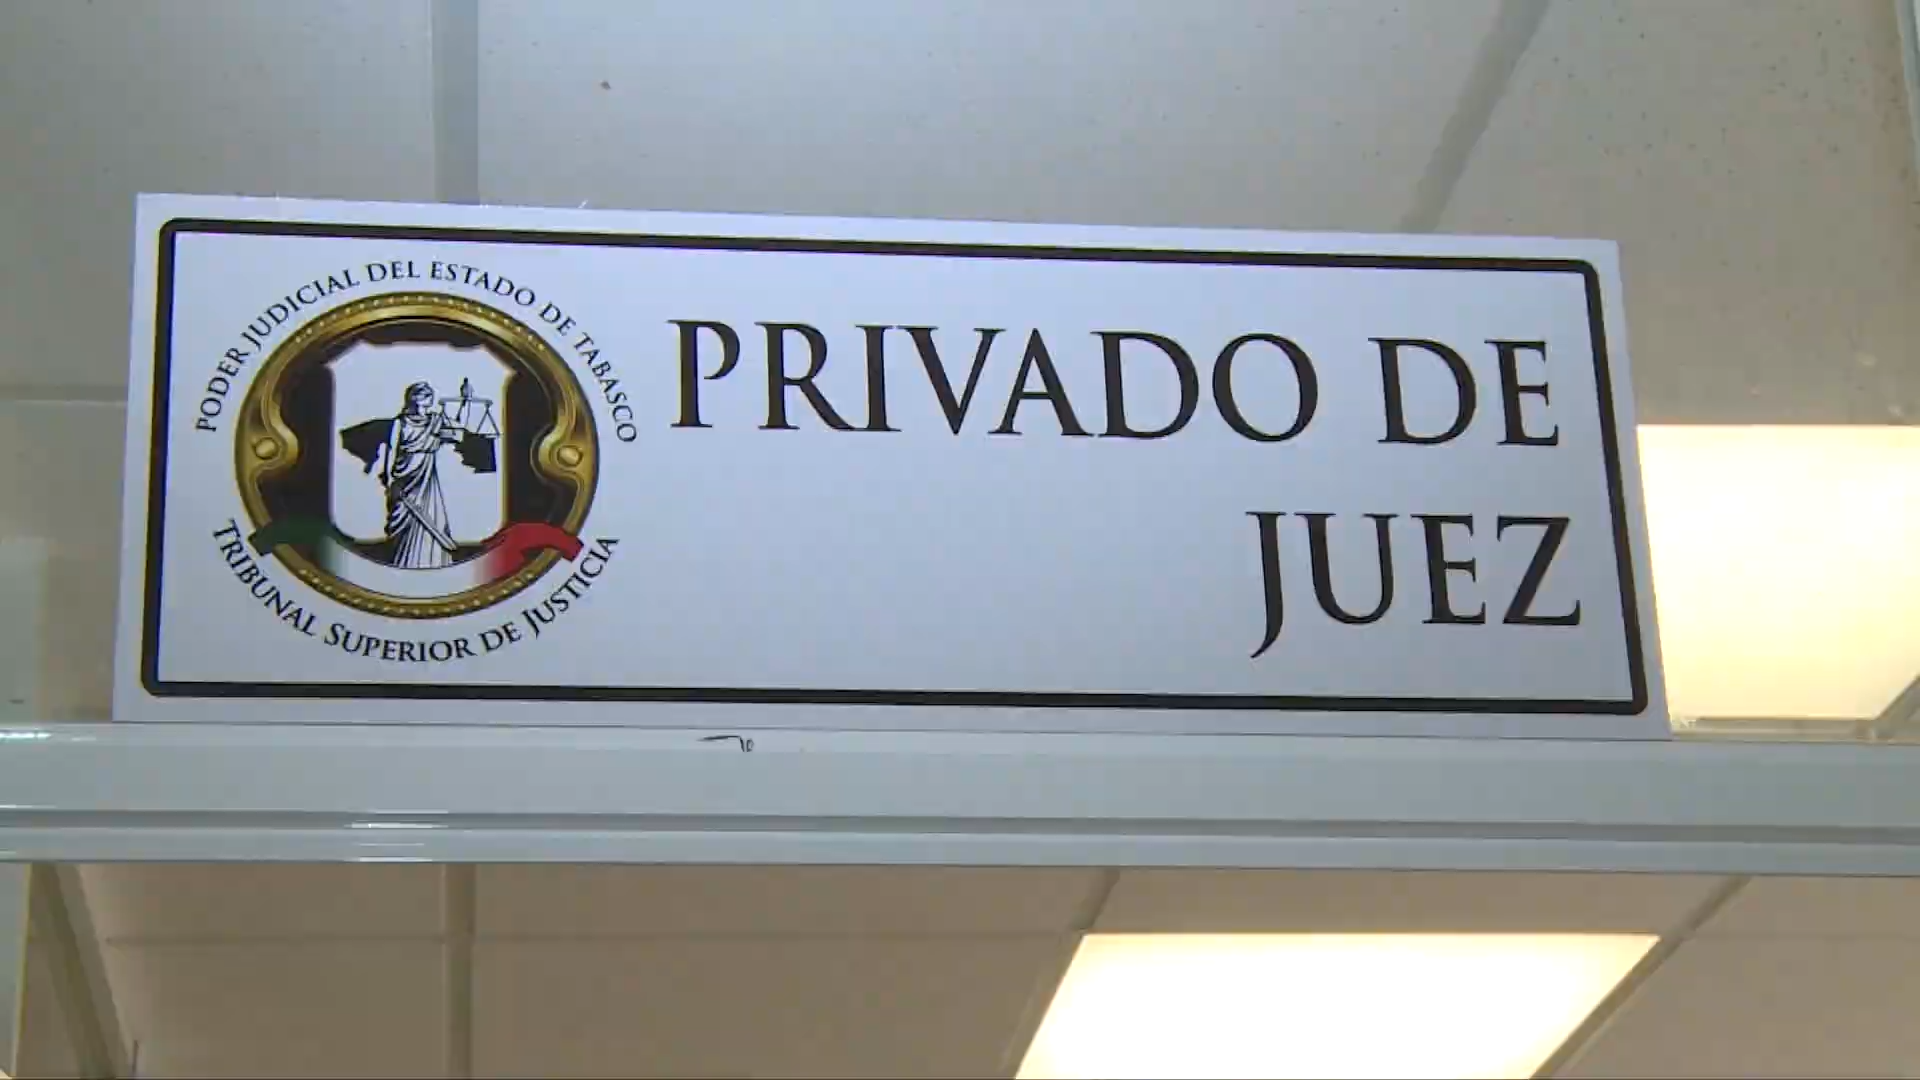 PODER JUDICIAL DEL ESTADO DE TABASCO
TRIBUNAL SUPERIOR DE JUSTICIA
PRIVADO DE
JUEZ